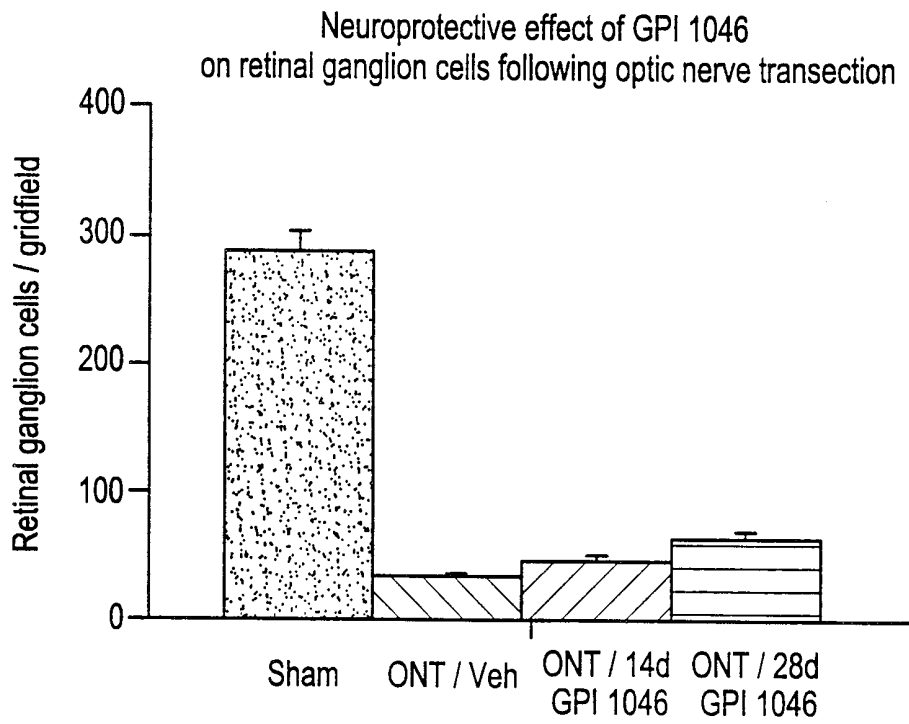 Neuroprotective effect of GPI 1046
on retinal ganglion cells following optic nerve transection
Retinal ganglion cells / gridfield
400
300
200
100
0
Sham
ONT / Veh
ONT / 14d
GPI 1046
ONT / 28d
GPI 1046